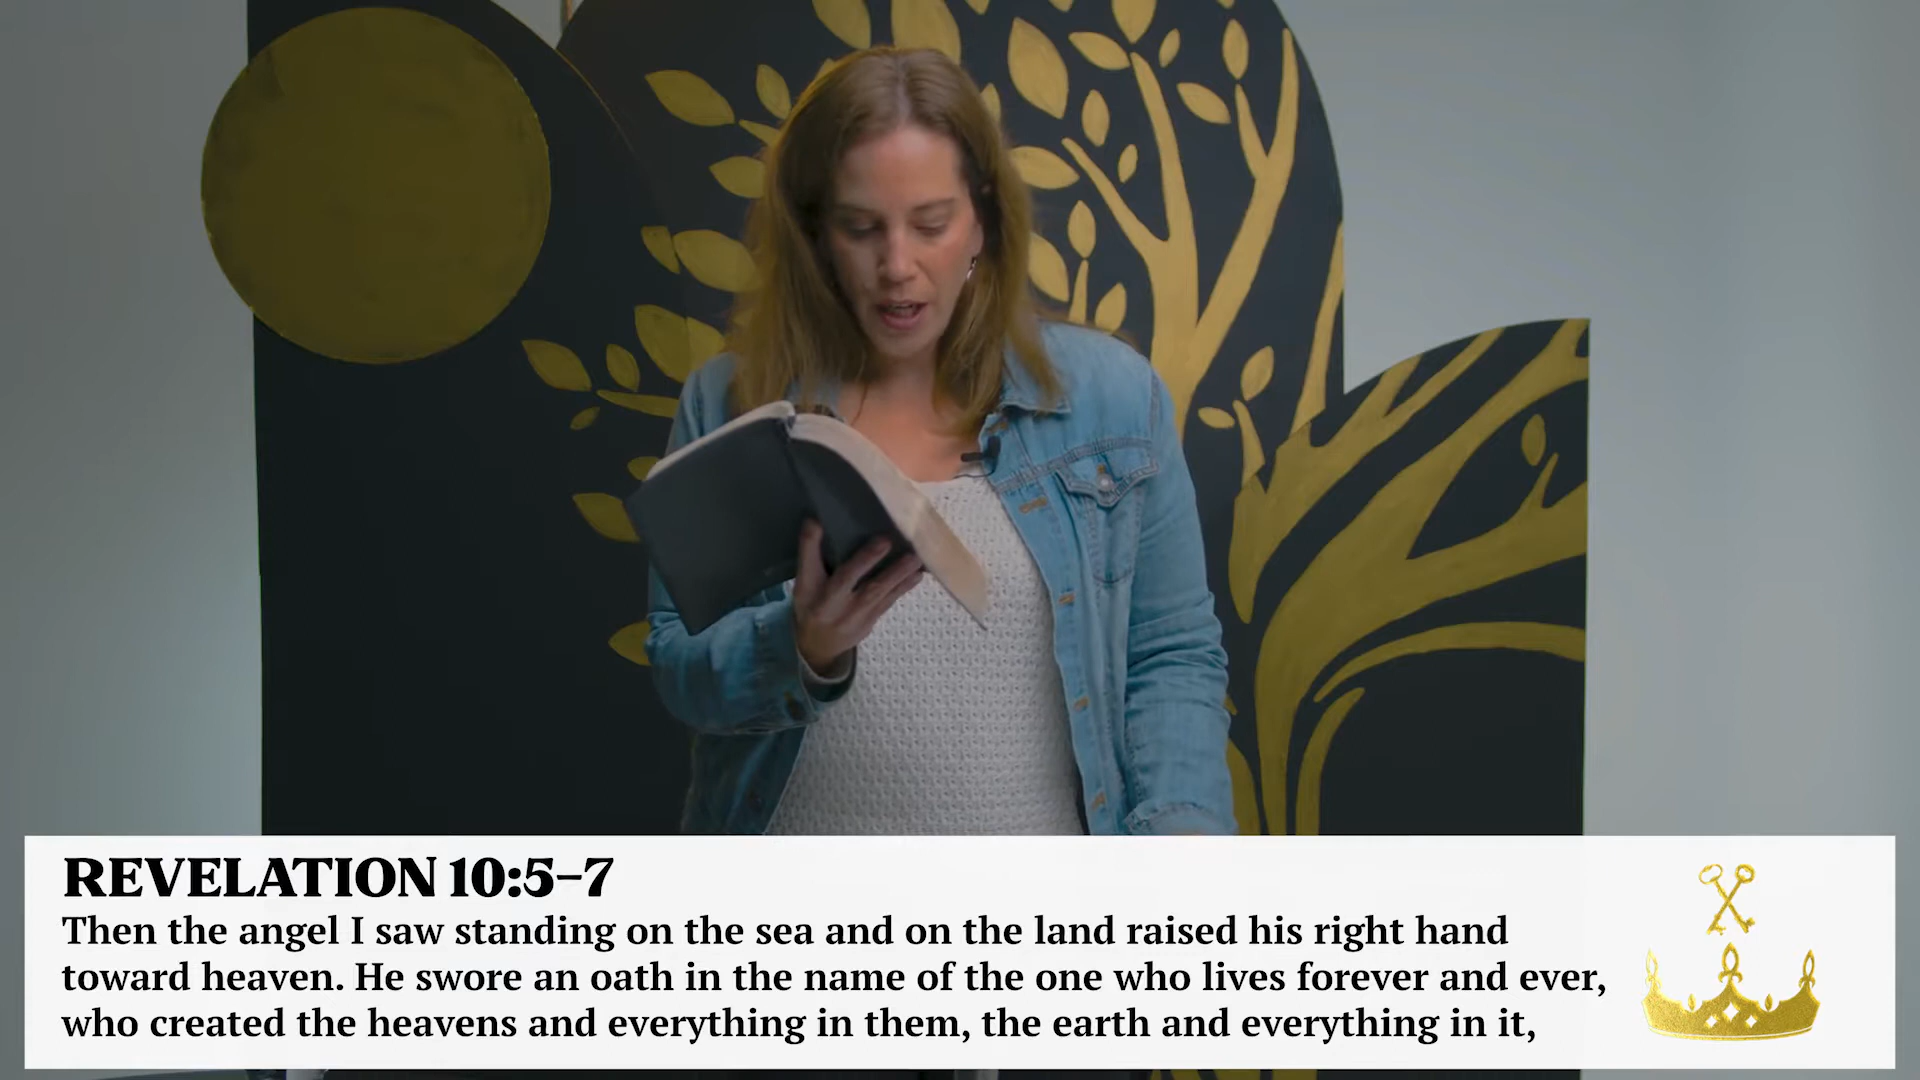 REVELATION 10:5–7
Then the angel I saw standing on the sea and on the land raised his right hand
toward heaven. He swore an oath in the name of the one who lives forever and ever,
who created the heavens and everything in them, the earth and everything in it,